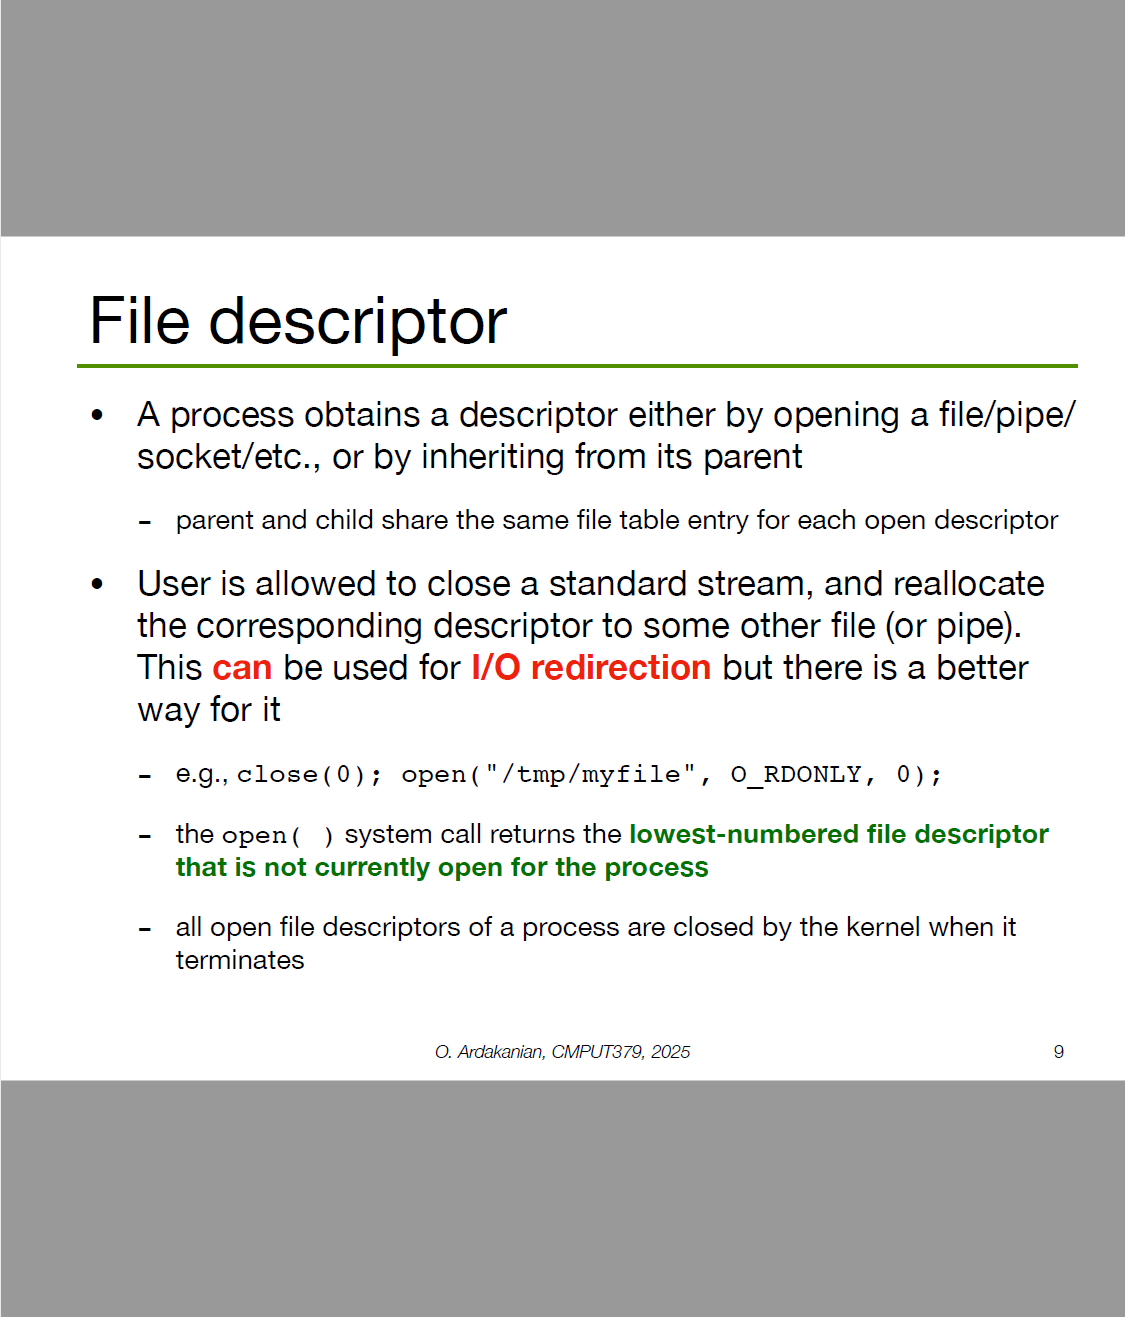 File descriptor
• A process obtains a descriptor either by opening a file/pipe/
socket/etc., or by inheriting from its parent
- parent and child share the same file table entry for each open descriptor
• User is allowed to close a standard stream, and reallocate
the corresponding descriptor to some other file (or pipe).
This can be used for I/O redirection but there is a better
way for it
- e.g., close(0); open("/tmp/myfile", O_RDONLY, 0);
- the open( ) system call returns the lowest-numbered file descriptor
that is not currently open for the process
- all open file descriptors of a process are closed by the kernel when it
terminates
O. Ardakanian, CMPUT379, 2025
9